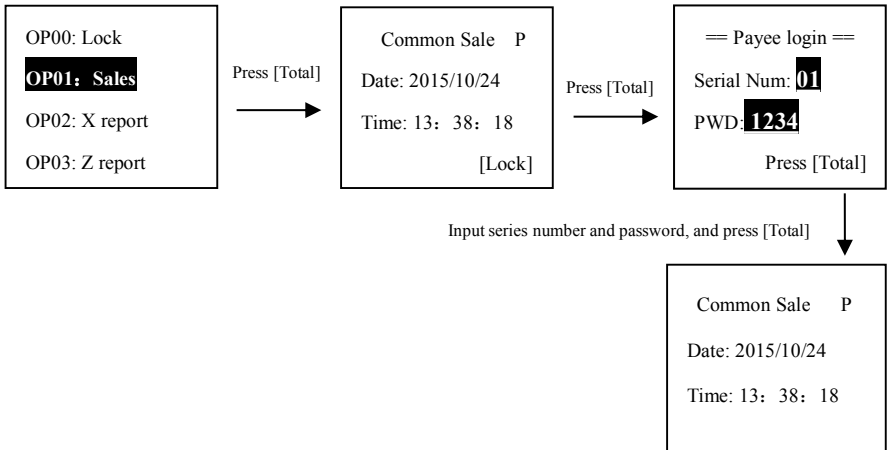 OP00: Lock
OP01：Sales
OP02: X report
OP03: Z report
Press [Total]
Common Sale P
Date: 2015/10/24
Time: 13：38：18
[Lock]
Press [Total]
== Payee login ==
Serial Num: 01
PWD: 1234
Press [Total]
Input series number and password, and press [Total]
Common Sale P
Date: 2015/10/24
Time: 13：38：18